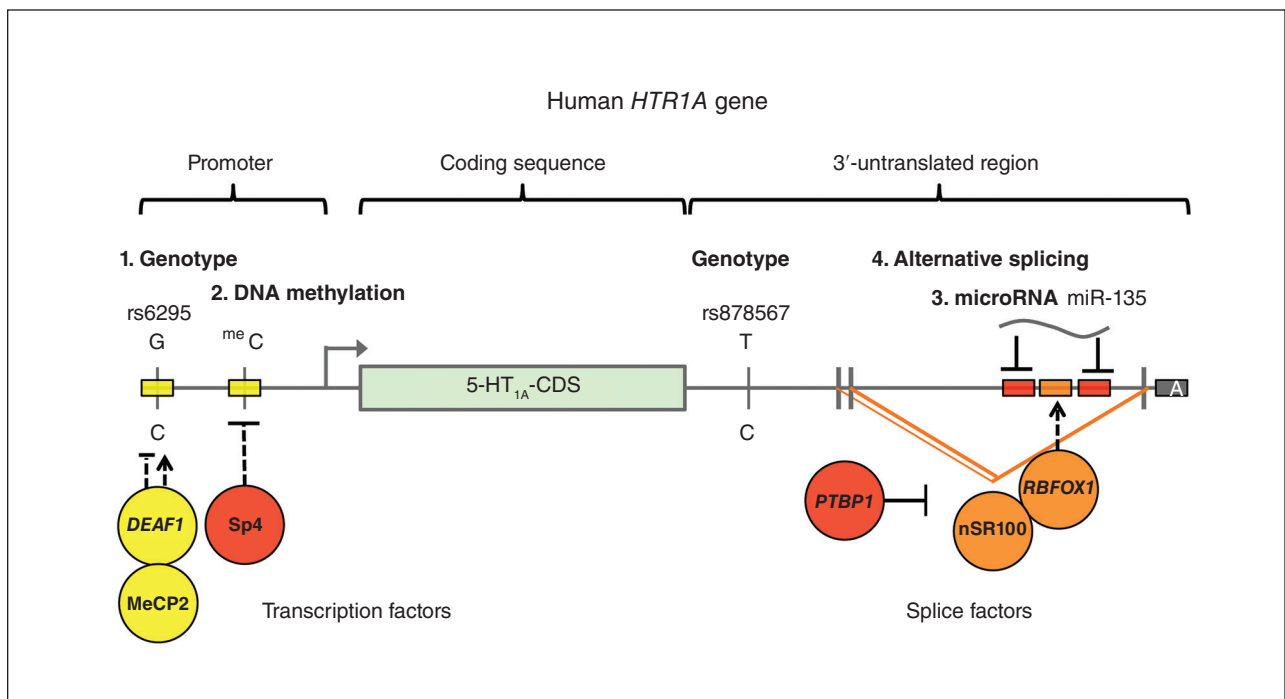 Human HTR1A gene
Promoter
Coding sequence
3′-untranslated region
1. Genotype
2. DNA methylation
Genotype
4. Alternative splicing
3. microRNA miR-135
rs6295
me C
rs878567
G
T
5-HT1A-CDS
A
C
C
DEAF1
Sp4
PTBP1
RBFOX1
nSR100
MeCP2
Transcription factors
Splice factors